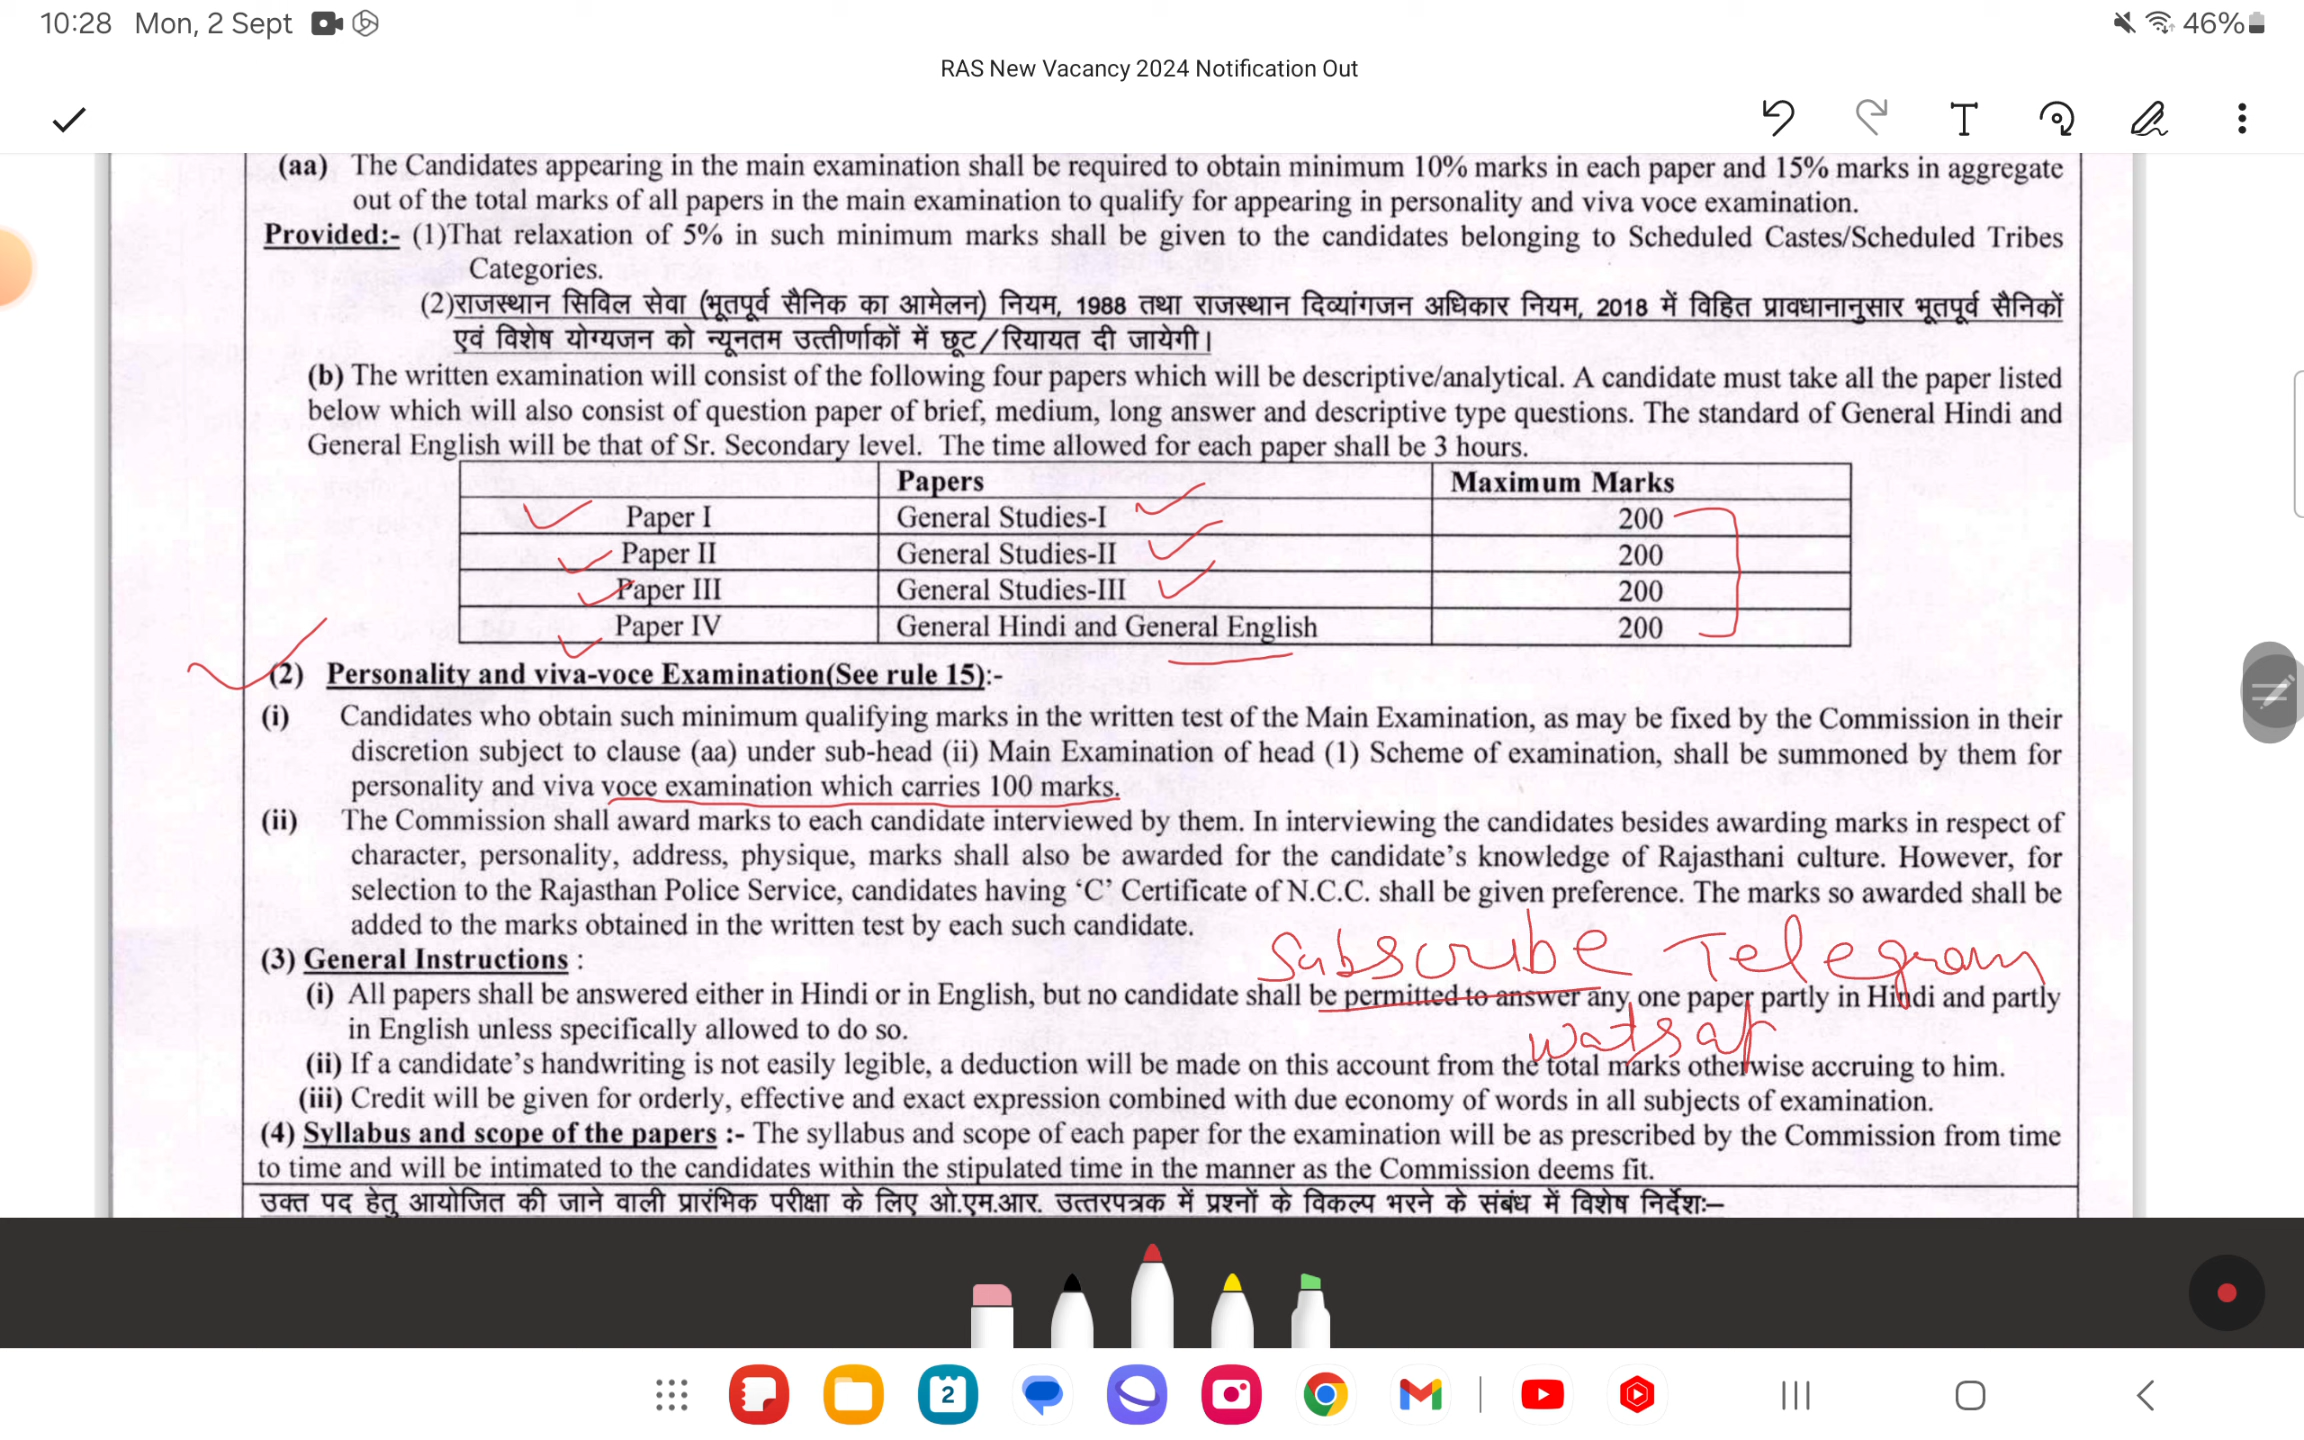 10:28 Mon, 2 Sept
46%
RAS New Vacancy 2024 Notification Out
(aa) The Candidates appearing in the main examination shall be required to obtain minimum 10% marks in each paper and 15% marks in aggregate
out of the total marks of all papers in the main examination to qualify for appearing in personality and viva voce examination.
Provided:- (1)That relaxation of 5% in such minimum marks shall be given to the candidates belonging to Scheduled Castes/Scheduled Tribes
Categories.
(2)राजस्थान सिविल सेवा (भूतपूर्व सैनिक का आमेलन) नियम, 1988 तथा राजस्थान दिव्यांगजन अधिकार नियम, 2018 में विहित प्रावधानानुसार भूतपूर्व सैनिकों
एवं विशेष योग्यजन को न्यूनतम उत्तीर्णाकों में छूट/रियायत दी जायेगी।
(b) The written examination will consist of the following four papers which will be descriptive/analytical. A candidate must take all the paper listed
below which will also consist of question paper of brief, medium, long answer and descriptive type questions. The standard of General Hindi and
General English will be that of Sr. Secondary level. The time allowed for each paper shall be 3 hours.
Papers Maximum Marks
Paper I General Studies-I 200
Paper II General Studies-II 200
Paper III General Studies-III 200
Paper IV General Hindi and General English 200
(2) Personality and viva-voce Examination(See rule 15):-
(i) Candidates who obtain such minimum qualifying marks in the written test of the Main Examination, as may be fixed by the Commission in their
discretion subject to clause (aa) under sub-head (ii) Main Examination of head (1) Scheme of examination, shall be summoned by them for
personality and viva voce examination which carries 100 marks.
(ii) The Commission shall award marks to each candidate interviewed by them. In interviewing the candidates besides awarding marks in respect of
character, personality, address, physique, marks shall also be awarded for the candidate’s knowledge of Rajasthani culture. However, for
selection to the Rajasthan Police Service, candidates having ‘C’ Certificate of N.C.C. shall be given preference. The marks so awarded shall be
added to the marks obtained in the written test by each such candidate.
Subscribe Telegram
(3) General Instructions :
(i) All papers shall be answered either in Hindi or in English, but no candidate shall be permitted to answer any one paper partly in Hindi and partly
in English unless specifically allowed to do so.
watsap
(ii) If a candidate’s handwriting is not easily legible, a deduction will be made on this account from the total marks otherwise accruing to him.
(iii) Credit will be given for orderly, effective and exact expression combined with due economy of words in all subjects of examination.
(4) Syllabus and scope of the papers :- The syllabus and scope of each paper for the examination will be as prescribed by the Commission from time
to time and will be intimated to the candidates within the stipulated time in the manner as the Commission deems fit.
उक्त पद हेतु आयोजित की जाने वाली प्रारंभिक परीक्षा के लिए ओ.एम.आर. उत्तरपत्रक में प्रश्नों के विकल्प भरने के संबंध में विशेष निर्देशः–
2